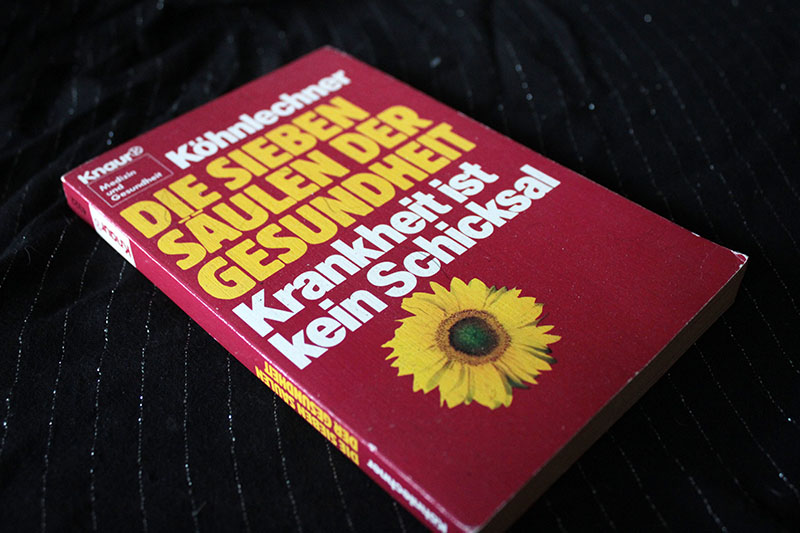 Knaur
Medizin
und
Gesundheit
Köhnlechner
DIE SIEBEN
SÄULEN DER
GESUNDHEIT
Krankheit ist
kein Schicksal
Knaur
DIE SIEBEN SÄULEN
DER GESUNDHEIT
Köhnlechner